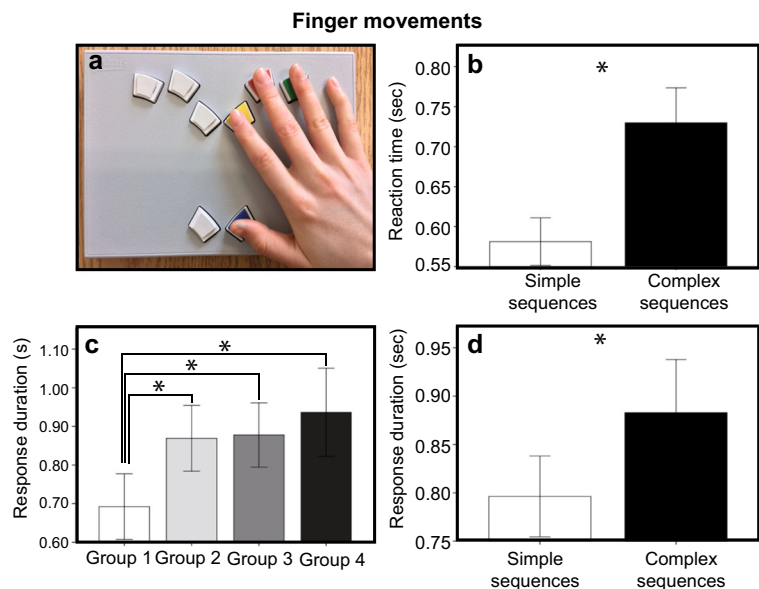 Finger movements
a
b
*
Reaction time (sec)
0.80
0.75
0.70
0.65
0.60
0.55
Simple sequences
Complex sequences
c
*
*
*
Response duration (s)
1.10
1.00
0.90
0.80
0.70
0.60
Group 1 Group 2 Group 3 Group 4
d
*
Response duration (sec)
0.95
0.90
0.85
0.80
0.75
Simple sequences
Complex sequences